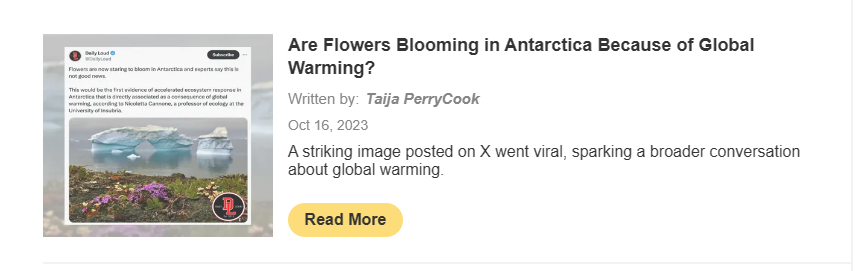 Daily Loud
@DailyLoud
Subscribe
Flowers are now staring to bloom in Antarctica and experts say this is
not good news.
This would be the first evidence of accelerated ecosystem response in
Antarctica that is directly associated as a consequence of global
warming, according to Nicoletta Cannone, a professor of ecology at the
University of Insubria.
DL
Are Flowers Blooming in Antarctica Because of Global
Warming?
Written by: Taija PerryCook
Oct 16, 2023
A striking image posted on X went viral, sparking a broader conversation
about global warming.
Read More